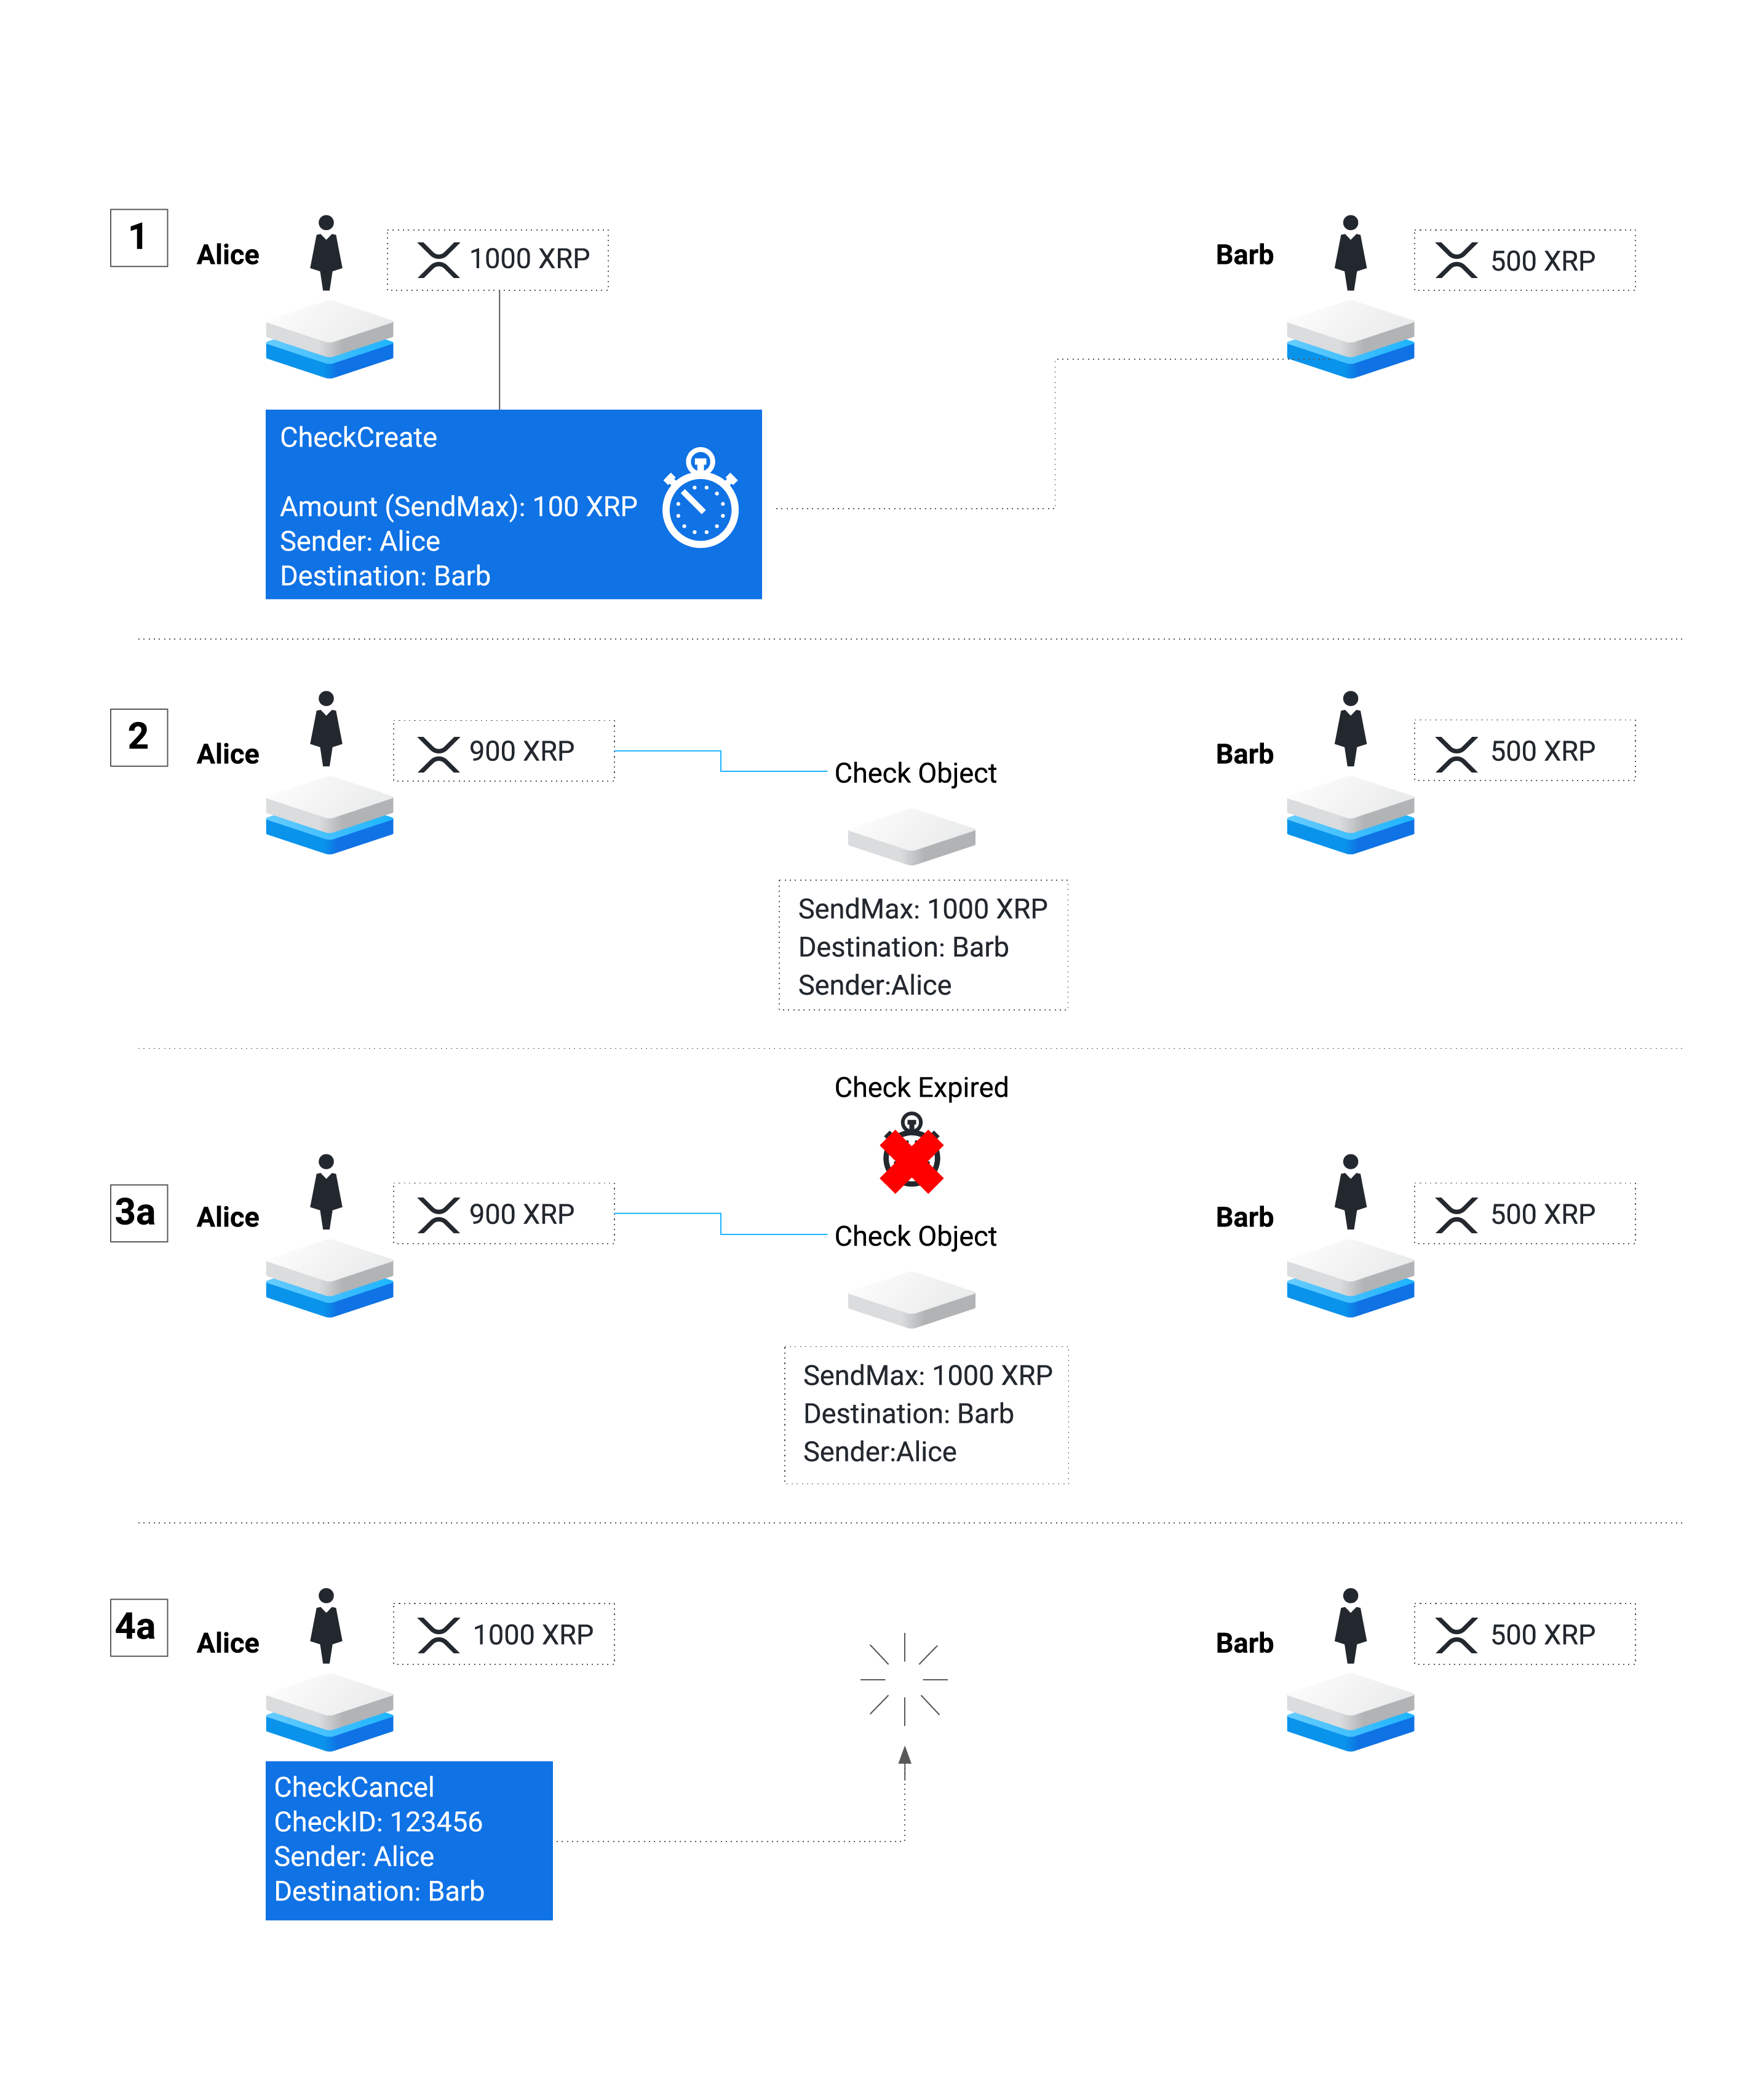 1
Alice
1000 XRP
Barb
500 XRP
CheckCreate
Amount (SendMax): 100 XRP
Sender: Alice
Destination: Barb
2
Alice
900 XRP
Check Object
Barb
500 XRP
SendMax: 1000 XRP
Destination: Barb
Sender:Alice
Check Expired
3a
Alice
900 XRP
Check Object
Barb
500 XRP
SendMax: 1000 XRP
Destination: Barb
Sender:Alice
4a
Alice
1000 XRP
Barb
500 XRP
CheckCancel
CheckID: 123456
Sender: Alice
Destination: Barb